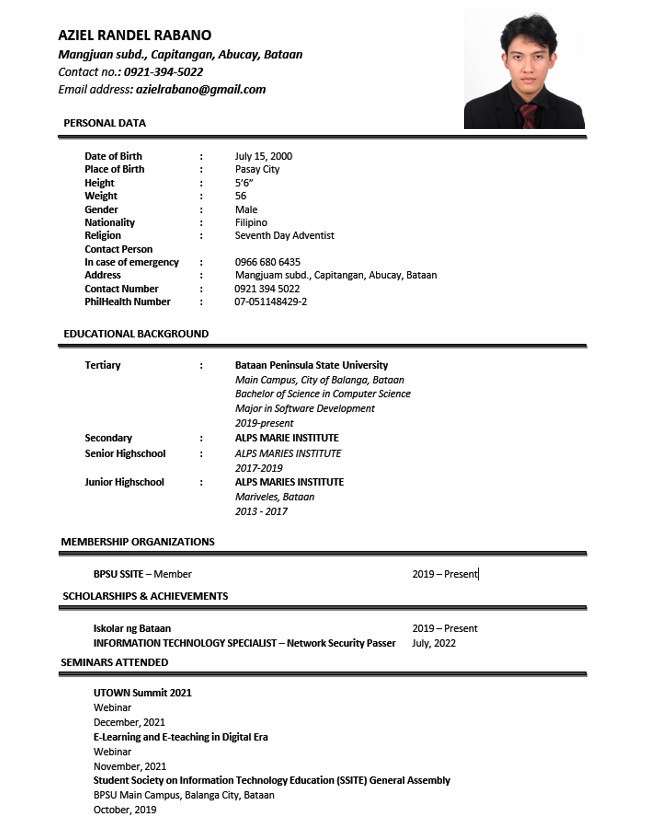 AZIEL RANDEL RABANO
Mangjuan subd., Capitangan, Abucay, Bataan
Contact no.: 0921-394-5022
Email address: azielrabano@gmail.com
PERSONAL DATA
Date of Birth : July 15, 2000
Place of Birth : Pasay City
Height : 5'6"
Weight : 56
Gender : Male
Nationality : Filipino
Religion : Seventh Day Adventist
Contact Person
In case of emergency : 0966 680 6435
Address : Mangjuam subd., Capitangan, Abucay, Bataan
Contact Number : 0921 394 5022
PhilHealth Number : 07-051148429-2
EDUCATIONAL BACKGROUND
Tertiary : Bataan Peninsula State University
Main Campus, City of Balanga, Bataan
Bachelor of Science in Computer Science
Major in Software Development
2019-present
Secondary : ALPS MARIE INSTITUTE
Senior Highschool : ALPS MARIES INSTITUTE
2017-2019
Junior Highschool : ALPS MARIES INSTITUTE
Mariveles, Bataan
2013 - 2017
MEMBERSHIP ORGANIZATIONS
BPSU SSITE – Member 2019 – Present
SCHOLARSHIPS & ACHIEVEMENTS
Iskolar ng Bataan 2019 – Present
INFORMATION TECHNOLOGY SPECIALIST – Network Security Passer July, 2022
SEMINARS ATTENDED
UTOWN Summit 2021
Webinar
December, 2021
E-Learning and E-teaching in Digital Era
Webinar
November, 2021
Student Society on Information Technology Education (SSITE) General Assembly
BPSU Main Campus, Balanga City, Bataan
October, 2019